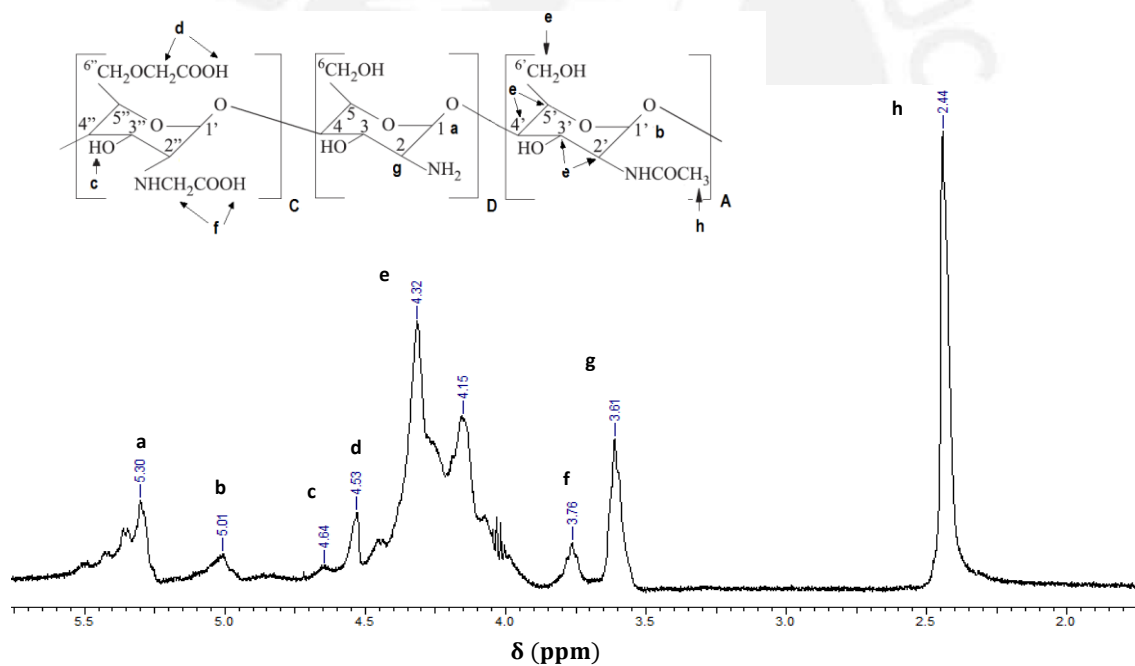 d
6''CH₂OCH₂COOH
5''
O
O
4''
3''
1'
HO
2''
c
NHCH₂COOH
f
C
6
CH₂OH
5
O
O
4
3
1
a
HO
2
g
NH₂
D
e
6'CH₂OH
e
5'
O
O
4'
3'
1'
b
HO
2'
e
NHCOCH₃
h
A
h
2.44
e
4.32
4.15
g
3.61
a
5.30
d
4.53
b
5.01
c
4.64
f
3.76
5.5
5.0
4.5
4.0
3.5
3.0
2.5
2.0
δ (ppm)